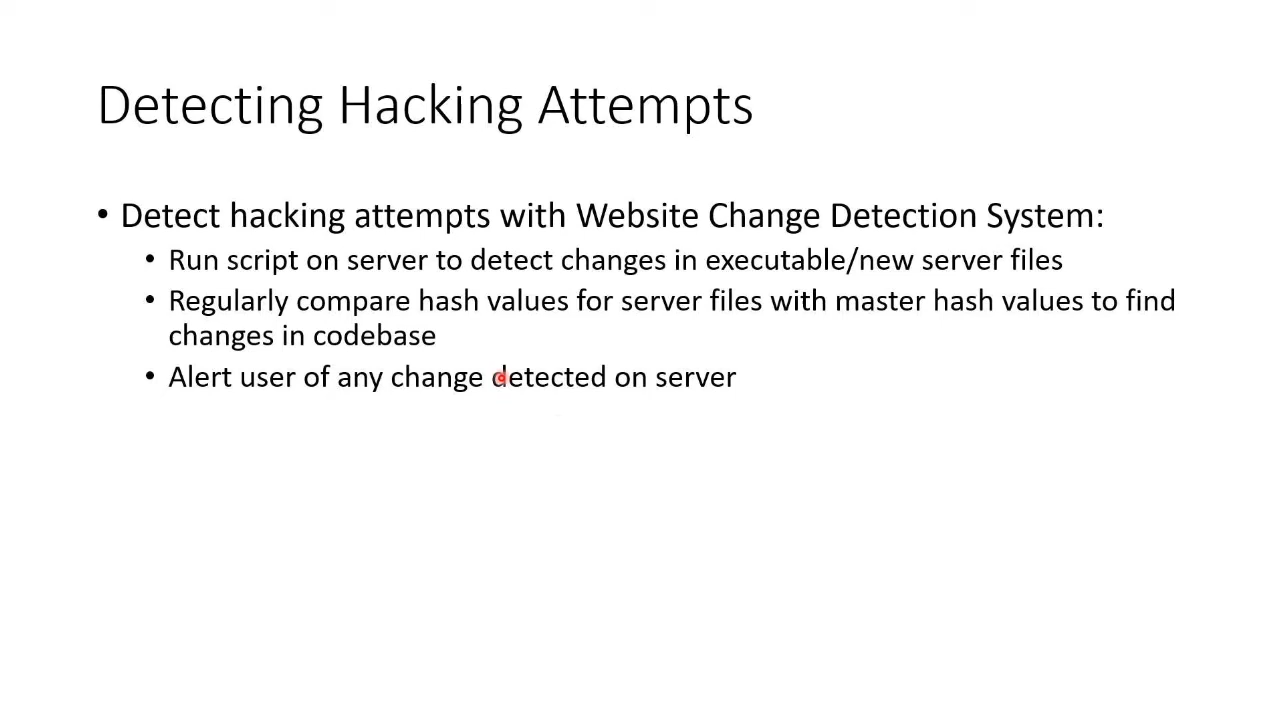 Detecting Hacking Attempts
• Detect hacking attempts with Website Change Detection System:
• Run script on server to detect changes in executable/new server files
• Regularly compare hash values for server files with master hash values to find
changes in codebase
• Alert user of any change detected on server